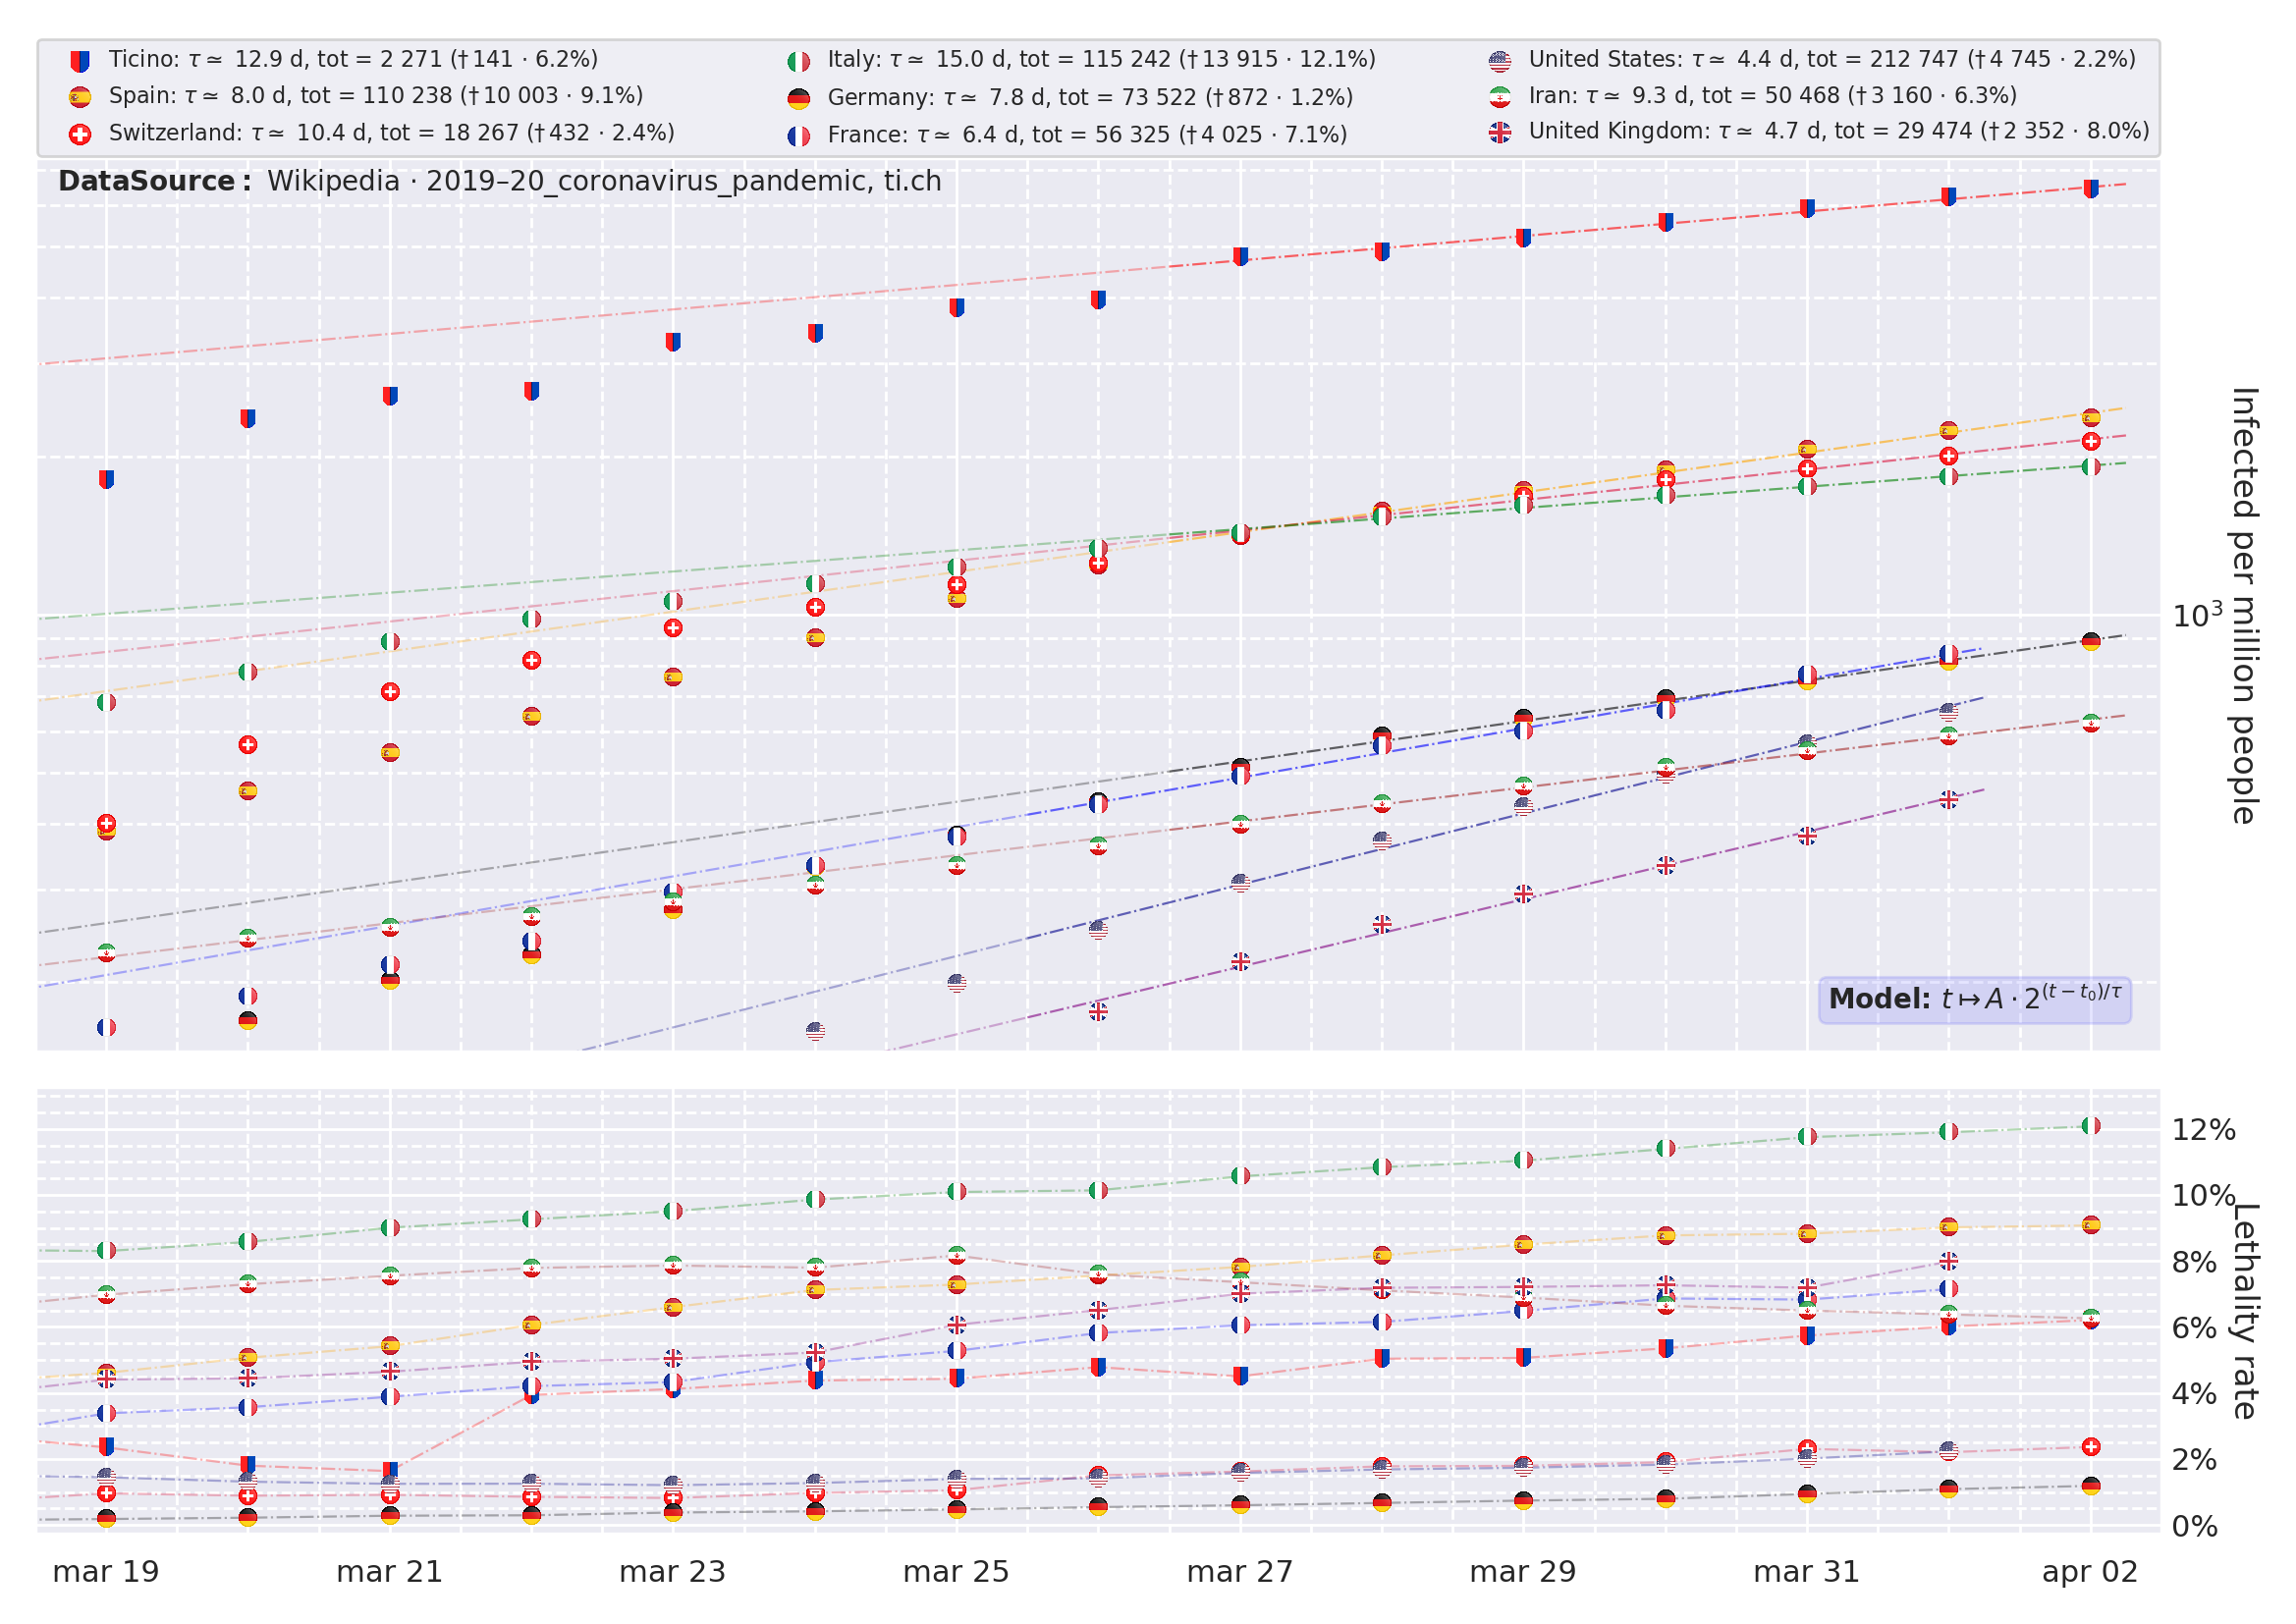 Ticino: τ ≃ 12.9 d, tot = 2 271 (†141 · 6.2%)
Spain: τ ≃ 8.0 d, tot = 110 238 (†10 003 · 9.1%)
Switzerland: τ ≃ 10.4 d, tot = 18 267 (†432 · 2.4%)
Italy: τ ≃ 15.0 d, tot = 115 242 (†13 915 · 12.1%)
Germany: τ ≃ 7.8 d, tot = 73 522 (†872 · 1.2%)
France: τ ≃ 6.4 d, tot = 56 325 (†4 025 · 7.1%)
United States: τ ≃ 4.4 d, tot = 212 747 (†4 745 · 2.2%)
Iran: τ ≃ 9.3 d, tot = 50 468 (†3 160 · 6.3%)
United Kingdom: τ ≃ 4.7 d, tot = 29 474 (†2 352 · 8.0%)
DataSource: Wikipedia · 2019–20_coronavirus_pandemic, ti.ch
Infected per million people
10³
Model: t ↦ A · 2^(t − t₀)/τ
12%
10%
8%
6%
4%
2%
0%
Lethality rate
mar 19 mar 21 mar 23 mar 25 mar 27 mar 29 mar 31 apr 02